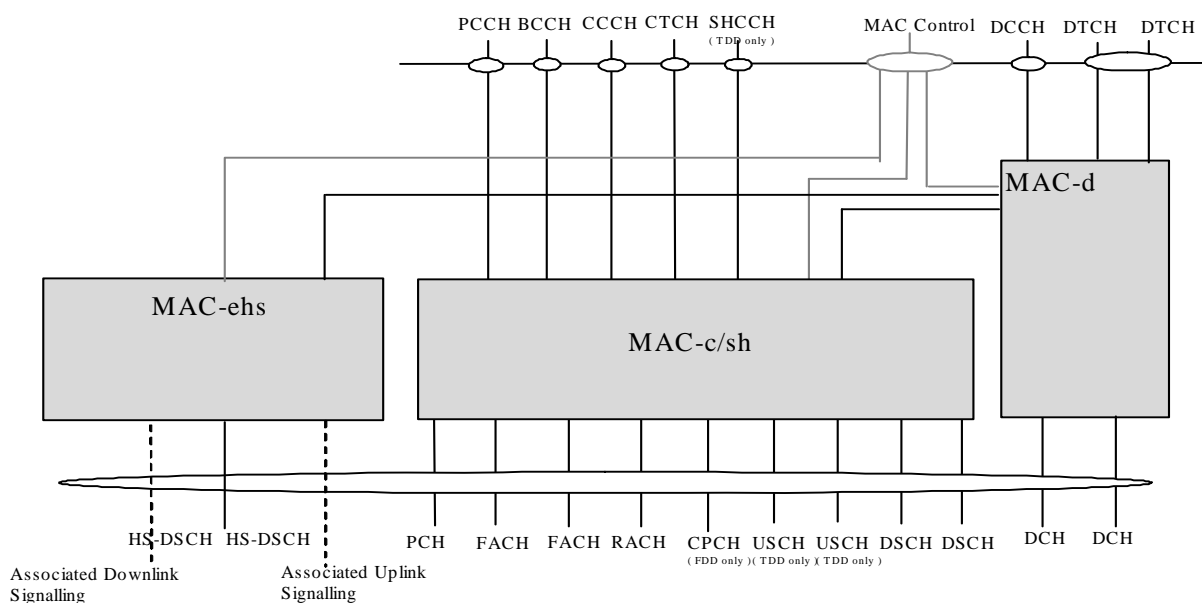 PCCH BCCH CCCH CTCH SHCCH MAC Control DCCH DTCH DTCH
( TDD only )
MAC-d
MAC-ehs
MAC-c/sh
HS-DSCH HS-DSCH PCH FACH FACH RACH CPCH USCH USCH DSCH DSCH DCH DCH
( FDD only ) ( TDD only ) ( TDD only )
Associated Downlink
Signalling
Associated Uplink
Signalling